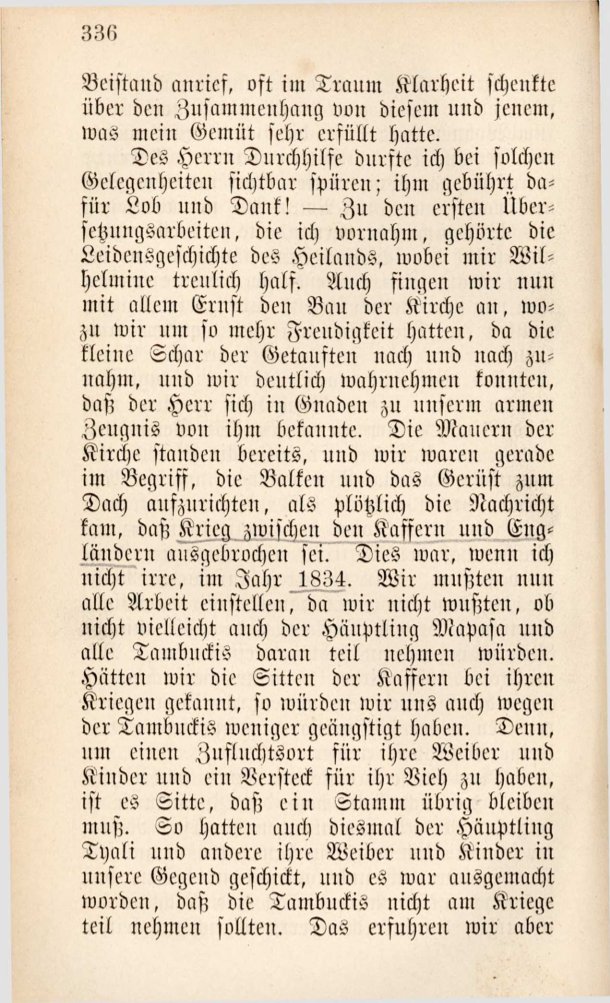 336
Beistand anrief, oft im Traum Klarheit schenkte
über den Zusammenhang von diesem und jenem,
was mein Gemüt sehr erfüllt hatte.
Des Herrn Durchhilfe durfte ich bei solchen
Gelegenheiten sichtbar spüren; ihm gebührt da-
für Lob und Dank! — Zu den ersten Über-
setzungsarbeiten, die ich vornahm, gehörte die
Leidensgeschichte des Heilands, wobei mir Wil-
helmine treulich half. Auch fingen wir nun
mit allem Ernst den Bau der Kirche an, wo-
zu wir um so mehr Freudigkeit hatten, da die
kleine Schar der Getauften nach und nach zu-
nahm, und wir deutlich wahrnehmen konnten,
daß der Herr sich in Gnaden zu unserm armen
Zeugnis von ihm bekannte. Die Mauern der
Kirche standen bereits, und wir waren gerade
im Begriff, die Balken und das Gerüst zum
Dach aufzurichten, als plötzlich die Nachricht
kam, daß Krieg zwischen den Kaffern und Eng-
ländern ausgebrochen sei. Dies war, wenn ich
nicht irre, im Jahr 1834. Wir mußten nun
alle Arbeit einstellen, da wir nicht wußten, ob
nicht vielleicht auch der Häuptling Mapasa und
alle Tambuckis daran teil nehmen würden.
Hätten wir die Sitten der Kaffern bei ihren
Kriegen gekannt, so würden wir uns auch wegen
der Tambuckis weniger geängstigt haben. Denn,
um einen Zufluchtsort für ihre Weiber und
Kinder und ein Versteck für ihr Vieh zu haben,
ist es Sitte, daß ein Stamm übrig bleiben
muß. So hatten auch diesmal der Häuptling
Tyali und andere ihre Weiber und Kinder in
unsere Gegend geschickt, und es war ausgemacht
worden, daß die Tambuckis nicht am Kriege
teil nehmen sollten. Das erfuhren wir aber